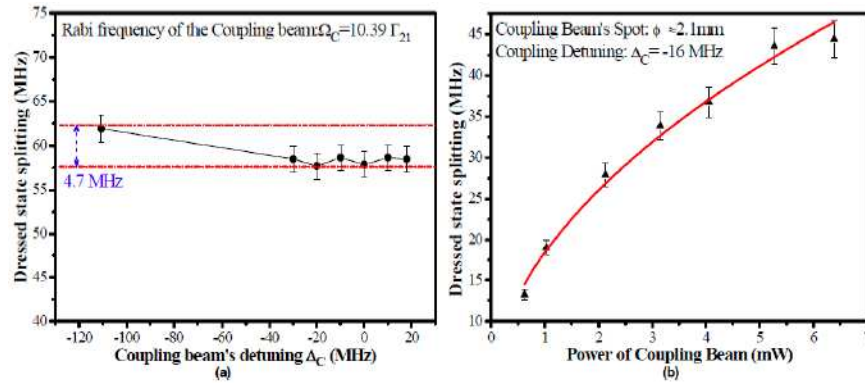 Rabi frequency of the Coupling beam:Ω_C=10.39 Γ_21
Dressed state splitting (MHz)
80
75
70
65
60
55
50
45
40
4.7 MHz
-120 -100 -80 -60 -40 -20 0 20
Coupling beam's detuning Δ_C (MHz)
(a)
Coupling Beam's Spot: ϕ ≈2.1mm
Coupling Detuning: Δ_C= -16 MHz
Dressed state splitting (MHz)
45
40
35
30
25
20
15
10
0 1 2 3 4 5 6 7
Power of Coupling Beam (mW)
(b)